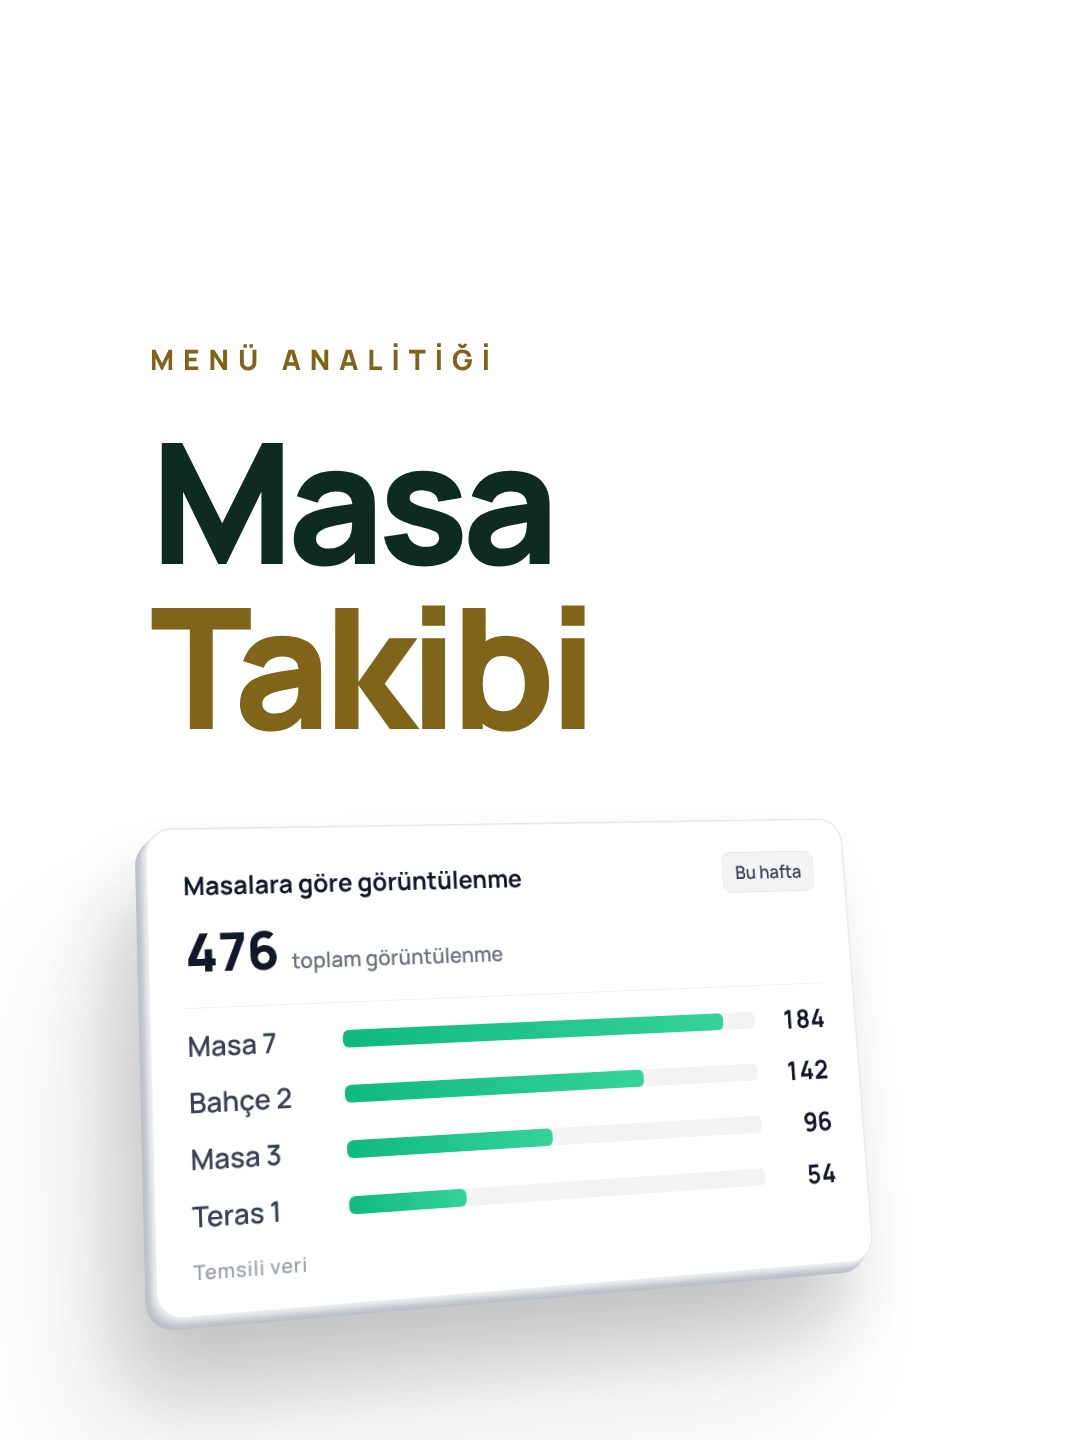 MENÜ ANALİTİĞİ
Masa
Takibi
Masalara göre görüntülenme
Bu hafta
476 toplam görüntülenme
Masa 7 184
Bahçe 2 142
Masa 3 96
Teras 1 54
Temsili veri